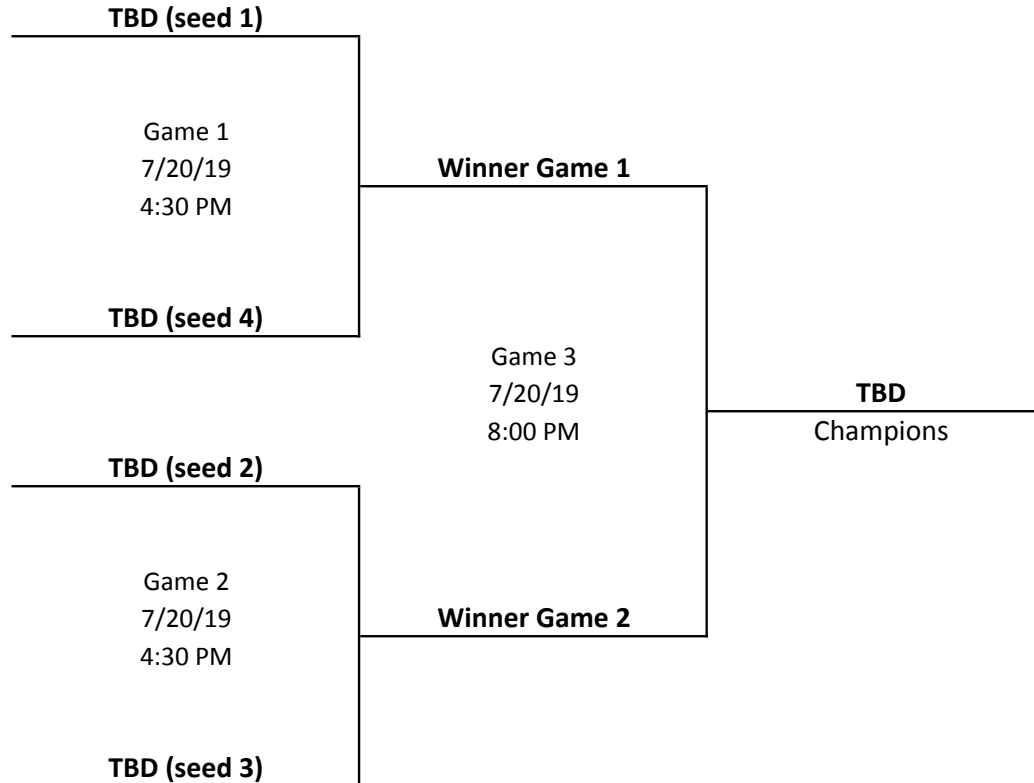 TBD (seed 1)
Game 1
7/20/19
4:30 PM
Winner Game 1
TBD (seed 4)
Game 3
7/20/19
8:00 PM
TBD
Champions
TBD (seed 2)
Game 2
7/20/19
4:30 PM
Winner Game 2
TBD (seed 3)